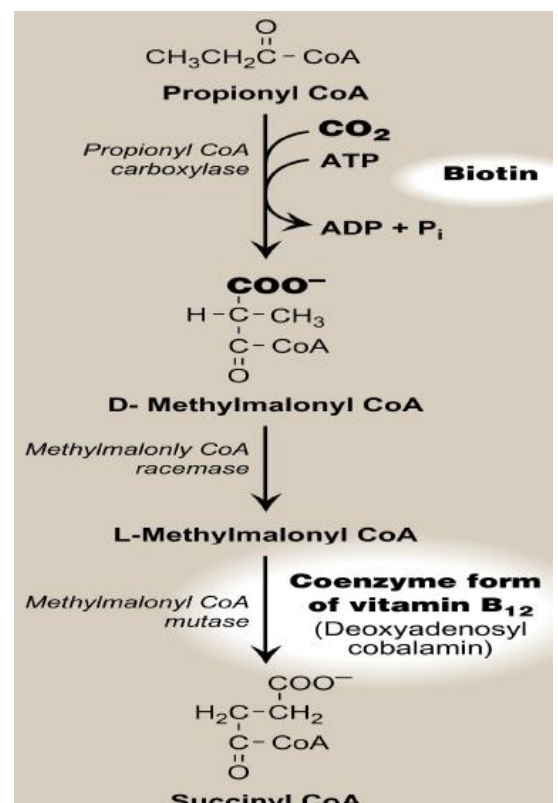 O
CH₃CH₂C – CoA
Propionyl CoA
Propionyl CoA
carboxylase
CO₂
ATP
Biotin
ADP + Pᵢ
COO⁻
H – C – CH₃
C – CoA
O
D- Methylmalonyl CoA
Methylmalonly CoA
racemase
L-Methylmalonyl CoA
Methylmalonyl CoA
mutase
Coenzyme form
of vitamin B₁₂
(Deoxyadenosyl
cobalamin)
COO⁻
H₂C – CH₂
C – CoA
O
Succinyl CoA